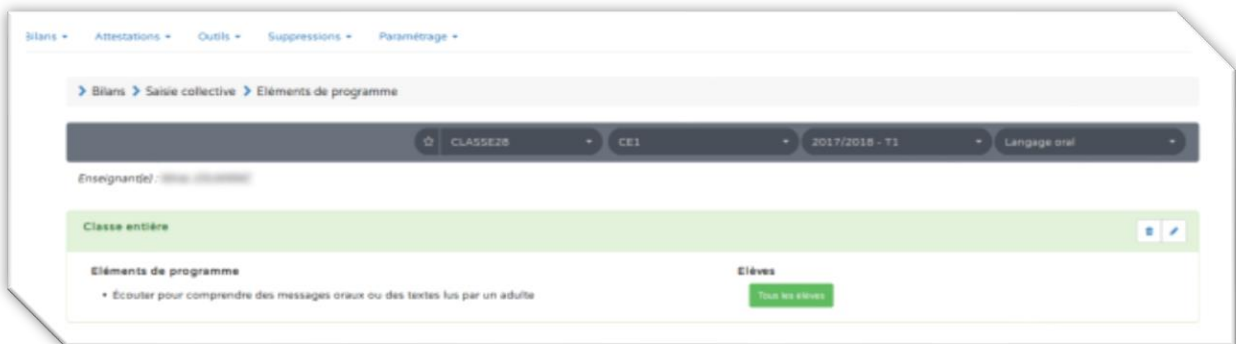 Bilans Attestations Outils Suppressions Paramétrage
Bilans Saisie collective Eléments de programme
CLASSE28 CE1 2017/2018 - T1 Langage oral
Enseignant(e) :
Classe entière
Eléments de programme Elèves
• Écouter pour comprendre des messages oraux ou des textes lus par un adulte Tous les élèves